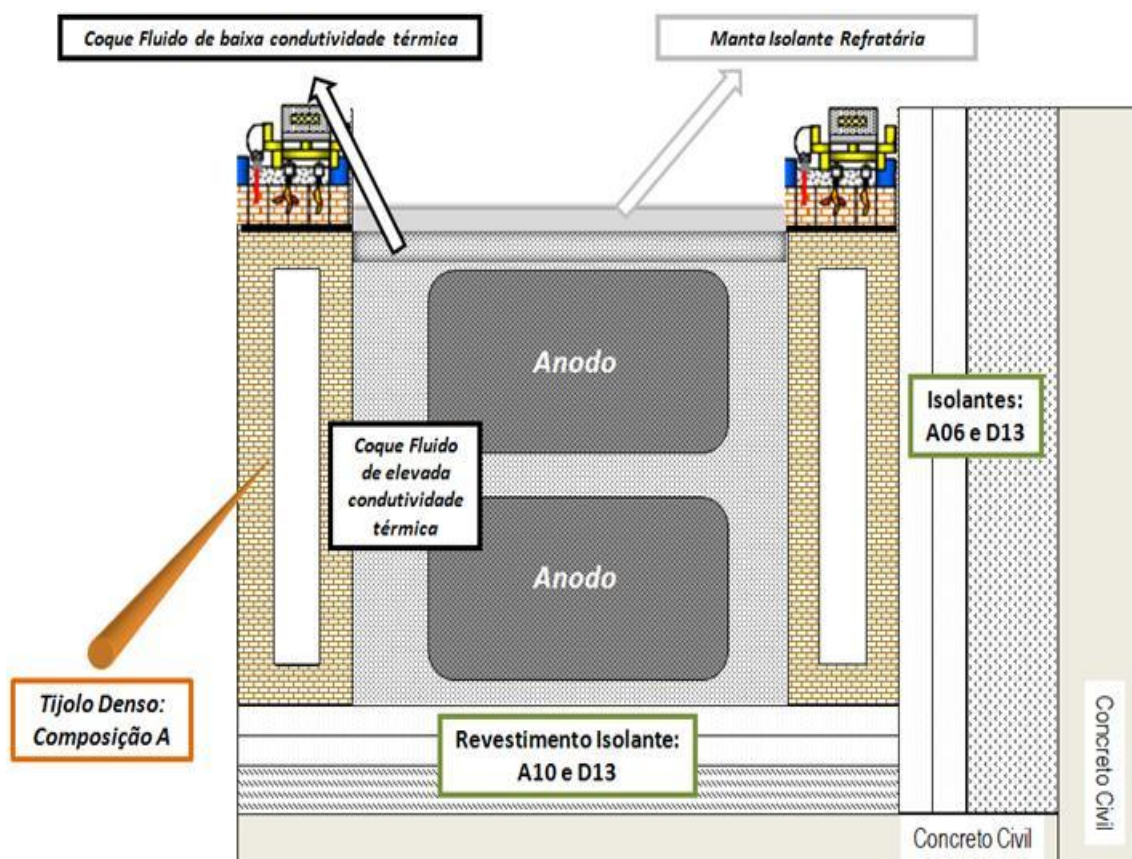 Coque Fluido de baixa condutividade térmica
Manta Isolante Refratária
Anodo
Isolantes:
A06 e D13
Coque Fluido
de elevada
condutividade
térmica
Anodo
Tijolo Denso:
Composição A
Revestimento Isolante:
A10 e D13
Concreto Civil
Concreto Civil